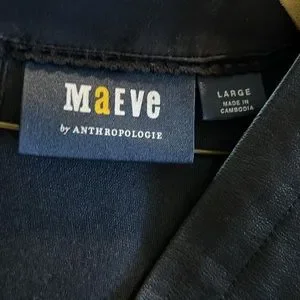 MaEVe
by ANTHROPOLOGIE
LARGE
MADE IN
CAMBODIA